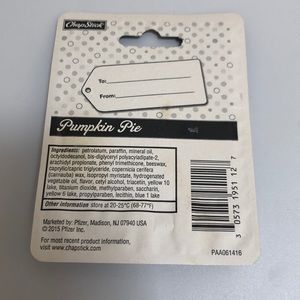 ChapStick
To:
From:
Pumpkin Pie
Ingredients: petrolatum, paraffin, mineral oil,
octyldodecanol, bis-diglyceryl polyacyladipate-2,
arachidyl propionate, phenyl trimethicone, beeswax,
caprylic/capric triglyceride, copernicia cerifera
(carnauba) wax, isopropyl myristate, hydrogenated
vegetable oil, flavor, cetyl alcohol, triacetin, yellow 10
lake, titanium dioxide, methylparaben, saccharin,
yellow 6 lake, propylparaben, lecithin, blue 1 lake
Other information store at 20-25°C (68-77°F)
Marketed by: Pfizer, Madison, NJ 07940 USA
© 2015 Pfizer Inc.
For most recent product information,
visit www.chapstick.com
3 0573 1951 12 7
PAA061416